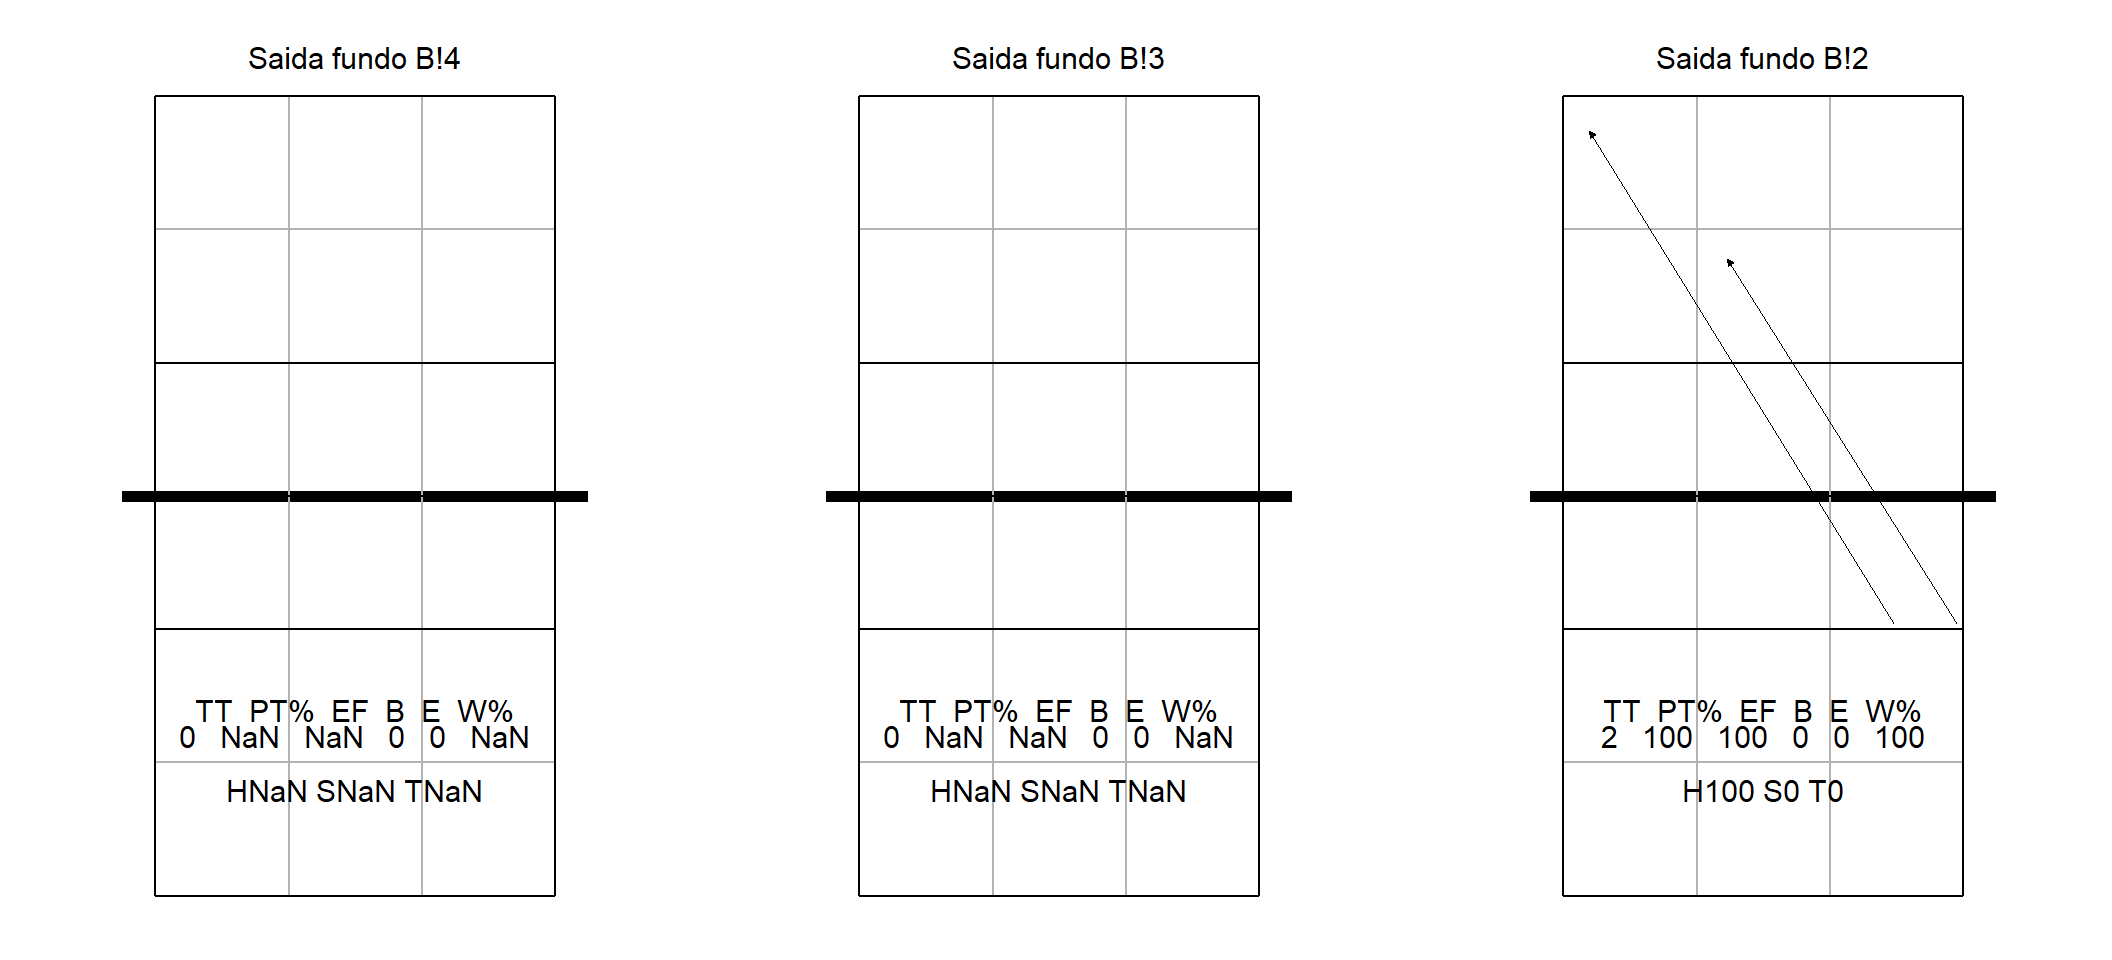 Saida fundo B!4
TT PT% EF B E W%
0 NaN NaN 0 0 NaN
HNaN SNaN TNaN
Saida fundo B!3
TT PT% EF B E W%
0 NaN NaN 0 0 NaN
HNaN SNaN TNaN
Saida fundo B!2
TT PT% EF B E W%
2 100 100 0 0 100
H100 S0 T0